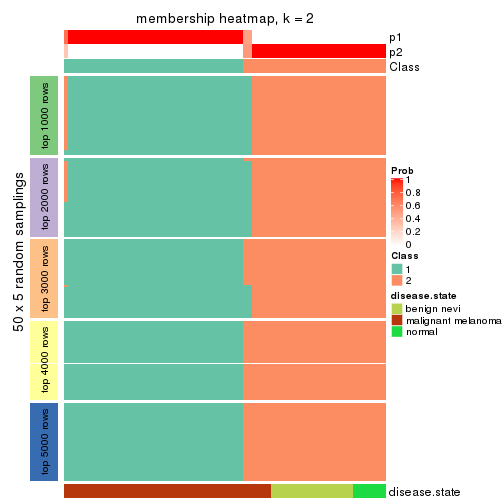 membership heatmap, k = 2
p1
p2
Class
50 x 5 random samplings
top 1000 rows
top 2000 rows
top 3000 rows
top 4000 rows
top 5000 rows
Prob
1
0.8
0.6
0.4
0.2
0
Class
1
2
disease.state
benign nevi
malignant melanoma
normal
disease.state